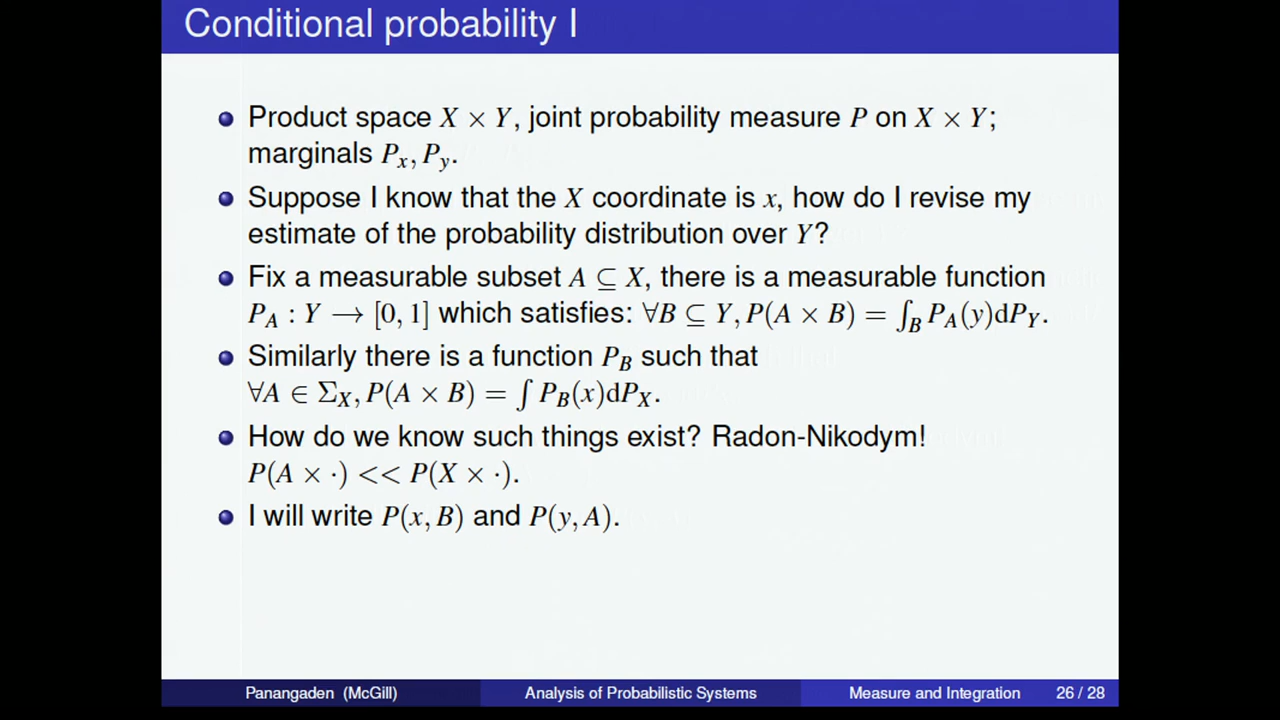 Conditional probability I
Product space X × Y, joint probability measure P on X × Y;
marginals Pₓ, P_y.
Suppose I know that the X coordinate is x, how do I revise my
estimate of the probability distribution over Y?
Fix a measurable subset A ⊆ X, there is a measurable function
P_A : Y → [0, 1] which satisfies: ∀B ⊆ Y, P(A × B) = ∫_B P_A(y)dP_Y.
Similarly there is a function P_B such that
∀A ∈ Σ_X, P(A × B) = ∫ P_B(x)dP_X.
How do we know such things exist? Radon-Nikodym!
P(A × ·) << P(X × ·).
I will write P(x, B) and P(y, A).
Panangaden (McGill) Analysis of Probabilistic Systems Measure and Integration 26 / 28